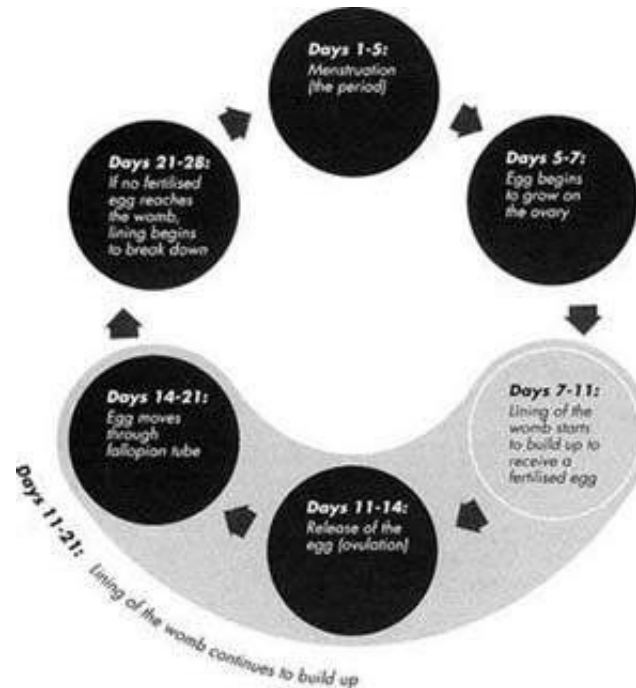 Days 1-5:
Menstruation
(the period)
Days 5-7:
Egg begins
to grow on
the ovary
Days 7-11:
Lining of the
womb starts
to build up to
receive a
fertilised egg
Days 11-14:
Release of the
egg (ovulation)
Days 14-21:
Egg moves
through
fallopian tube
Days 21-28:
If no fertilised
egg reaches
the womb,
lining begins
to break down
Days 11-21: Lining of the womb continues to build up